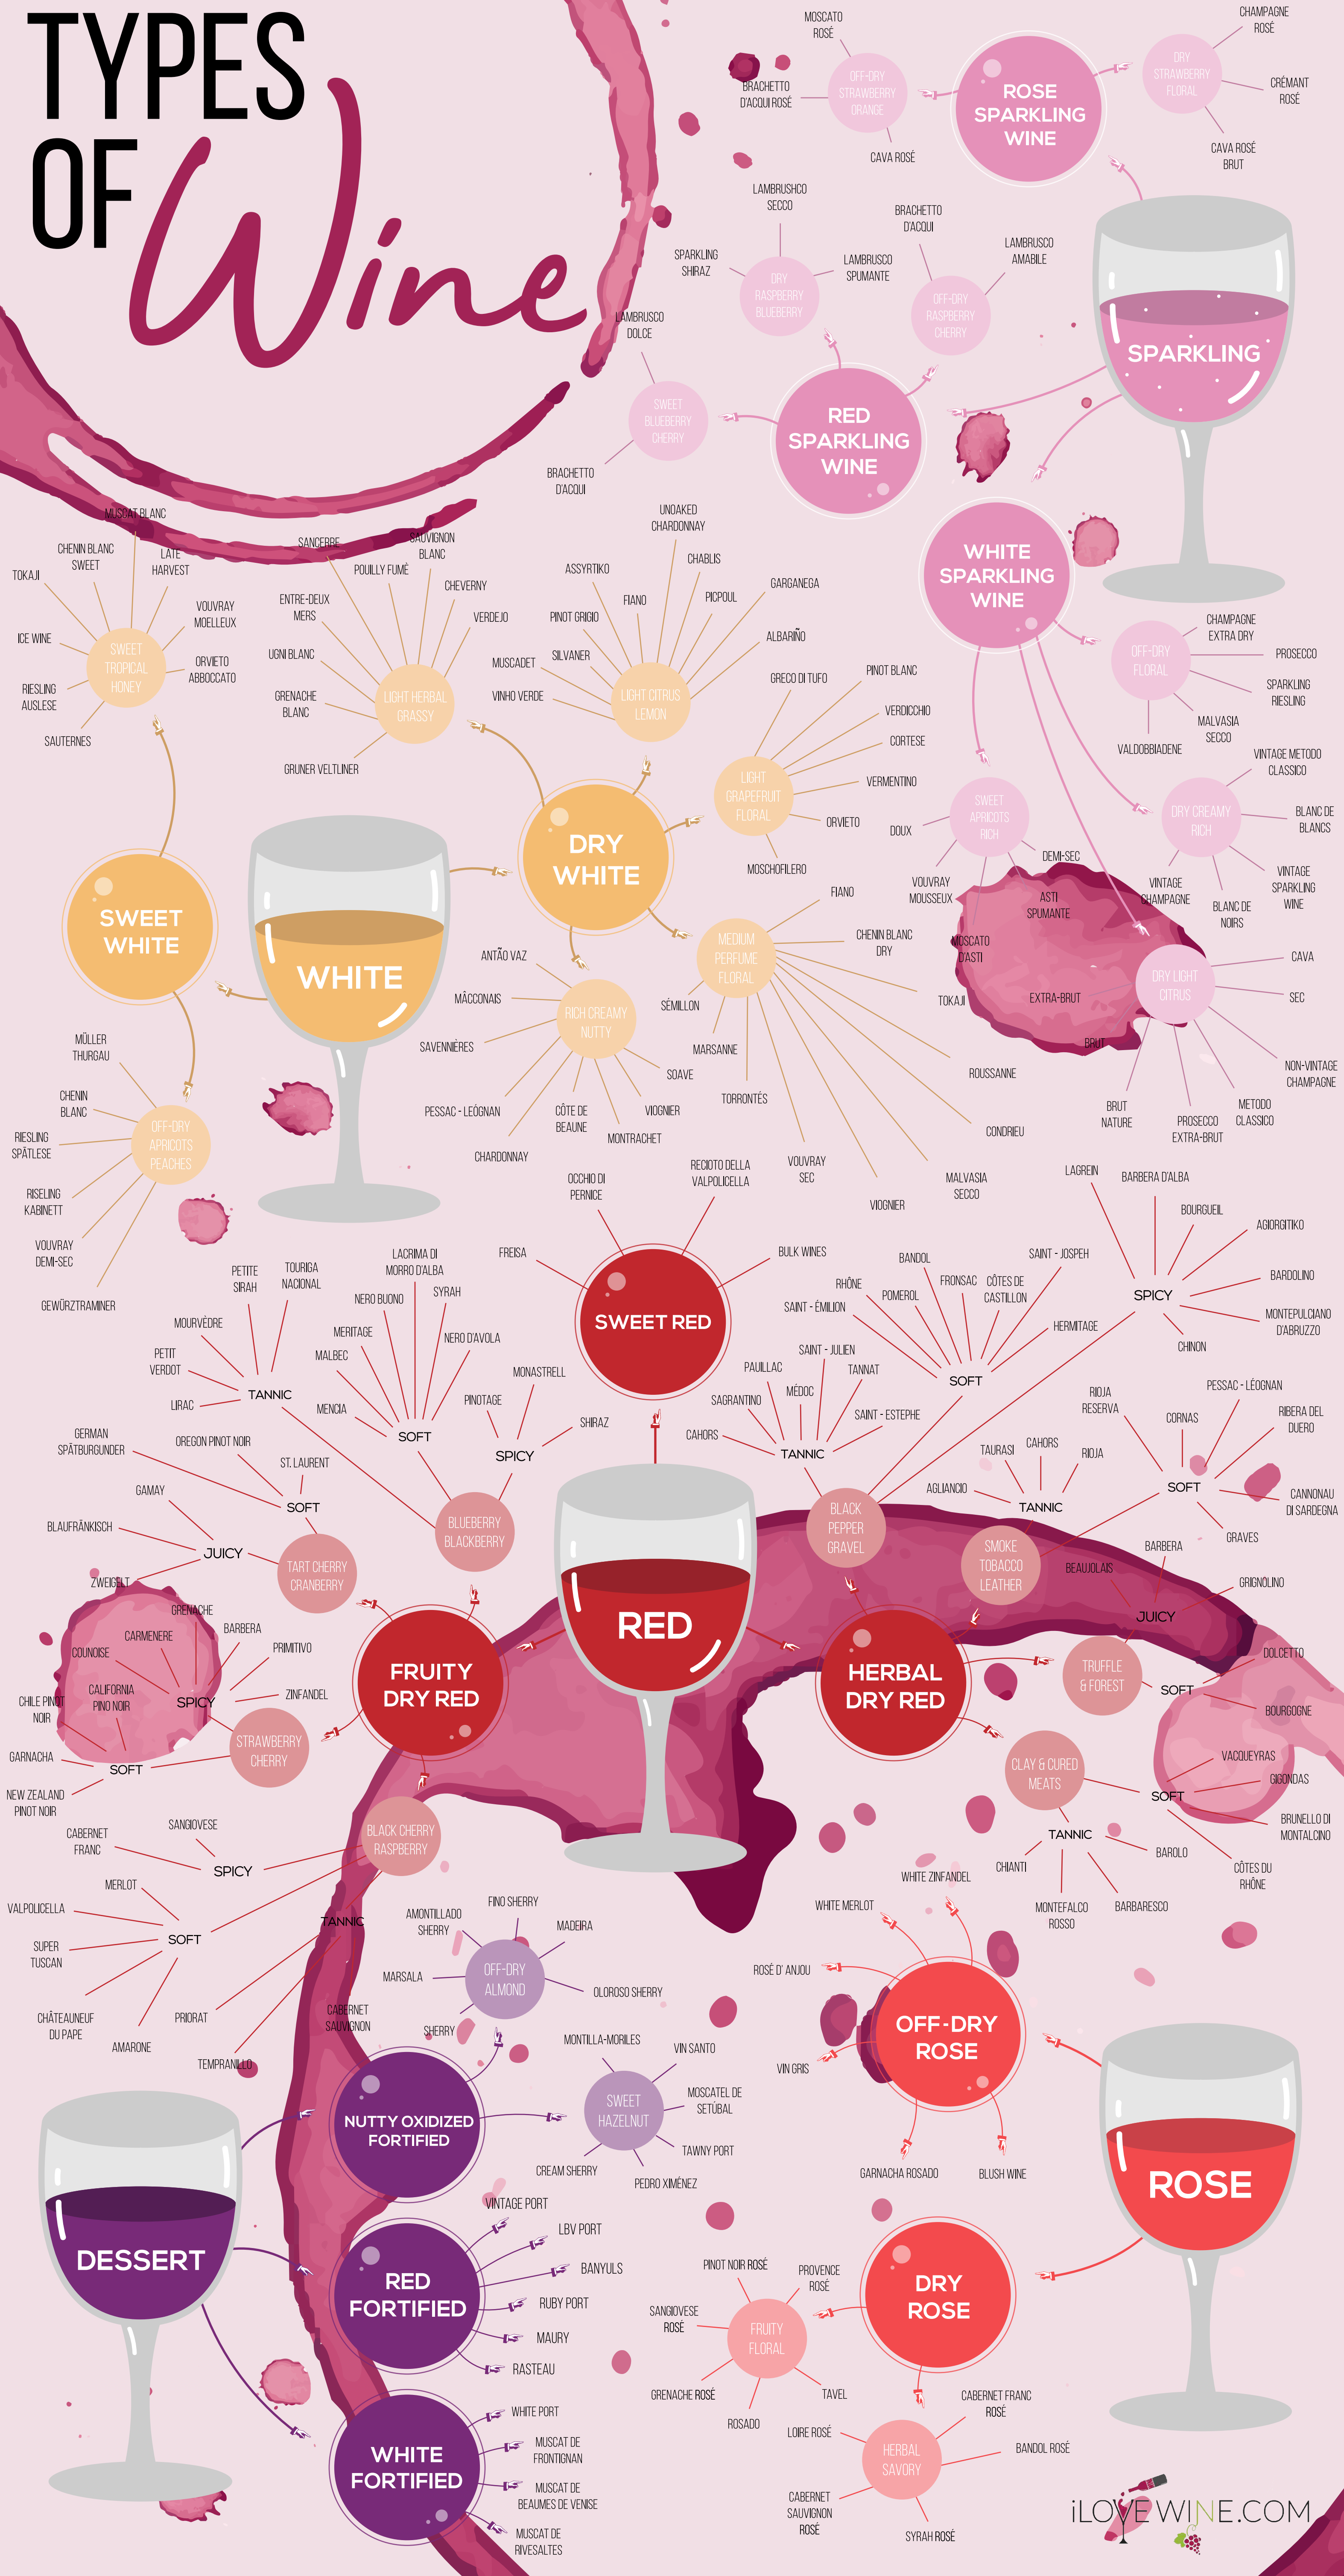 TYPES
OF Wine
MOSCATO
ROSÉ
BRACHETTO
D'ACQUI ROSÉ
CAVA ROSÉ
OFF-DRY
STRAWBERRY
ORANGE
ROSE
SPARKLING
WINE
DRY
STRAWBERRY
FLORAL
CHAMPAGNE
ROSÉ
CRÉMANT
ROSÉ
CAVA ROSÉ
BRUT
SPARKLING
LAMBRUSHCO
SECCO
SPARKLING
SHIRAZ
LAMBRUSCO
SPUMANTE
DRY
RASPBERRY
BLUEBERRY
BRACHETTO
D'ACQUI
LAMBRUSCO
AMABILE
OFF-DRY
RASPBERRY
CHERRY
LAMBRUSCO
DOLCE
SWEET
BLUEBERRY
CHERRY
BRACHETTO
D'ACQUI
RED
SPARKLING
WINE
WHITE
SPARKLING
WINE
OFF-DRY
FLORAL
CHAMPAGNE
EXTRA DRY
PROSECCO
SPARKLING
RIESLING
MALVASIA
SECCO
VALDOBBIADENE
SWEET
APRICOTS
RICH
DOUX
DEMI-SEC
VOUVRAY
MOUSSEUX
ASTI
SPUMANTE
MOSCATO
D'ASTI
DRY CREAMY
RICH
VINTAGE METODO
CLASSICO
BLANC DE
BLANCS
VINTAGE
SPARKLING
WINE
BLANC DE
NOIRS
VINTAGE
CHAMPAGNE
DRY LIGHT
CITRUS
CAVA
SEC
NON-VINTAGE
CHAMPAGNE
METODO
CLASSICO
PROSECCO
EXTRA-BRUT
BRUT
NATURE
BRUT
EXTRA-BRUT
MUSCAT BLANC
CHENIN BLANC
SWEET
LATE
HARVEST
TOKAJI
VOUVRAY
MOELLEUX
ICE WINE
ORVIETO
ABBOCCATO
RIESLING
AUSLESE
SAUTERNES
SWEET
TROPICAL
HONEY
SWEET
WHITE
WHITE
OFF-DRY
APRICOTS
PEACHES
MÜLLER
THURGAU
CHENIN
BLANC
RIESLING
SPÄTLESE
RISELING
KABINETT
VOUVRAY
DEMI-SEC
GEWÜRZTRAMINER
DRY
WHITE
LIGHT HERBAL
GRASSY
SANCERRE
SAUVIGNON
BLANC
POUILLY FUMÉ
CHEVERNY
ENTRE-DEUX
MERS
VERDEJO
UGNI BLANC
GRENACHE
BLANC
GRUNER VELTLINER
LIGHT CITRUS
LEMON
UNOAKED
CHARDONNAY
CHABLIS
ASSYRTIKO
FIANO
PICPOUL
GARGANEGA
PINOT GRIGIO
ALBARIÑO
SILVANER
MUSCADET
VINHO VERDE
LIGHT
GRAPEFRUIT
FLORAL
GRECO DI TUFO
PINOT BLANC
VERDICCHIO
CORTESE
VERMENTINO
ORVIETO
MOSCHOFILERO
MEDIUM
PERFUME
FLORAL
FIANO
CHENIN BLANC
DRY
TOKAJI
ROUSSANNE
CONDRIEU
MALVASIA
SECCO
VIOGNIER
VOUVRAY
SEC
TORRONTÉS
MARSANNE
SÉMILLON
RICH CREAMY
NUTTY
ANTÃO VAZ
MÂCCONAIS
SAVENNIÈRES
PESSAC - LEÓGNAN
CHARDONNAY
CÔTE DE
BEAUNE
MONTRACHET
VIOGNIER
SOAVE
SWEET RED
OCCHIO DI
PERNICE
RECIOTO DELLA
VALPOLICELLA
FREISA
BULK WINES
RED
FRUITY
DRY RED
BLUEBERRY
BLACKBERRY
TANNIC
PETITE
SIRAH
TOURIGA
NACIONAL
MOURVÈDRE
PETIT
VERDOT
LIRAC
SOFT
LACRIMA DI
MORRO D'ALBA
NERO BUONO
SYRAH
MERITAGE
NERO D'AVOLA
MALBEC
MENCIA
SPICY
MONASTRELL
PINOTAGE
SHIRAZ
TART CHERRY
CRANBERRY
SOFT
GERMAN
SPÄTBURGUNDER
OREGON PINOT NOIR
ST. LAURENT
JUICY
GAMAY
BLAUFRÄNKISCH
ZWEIGELT
STRAWBERRY
CHERRY
SPICY
GRENACHE
CARMENERE
BARBERA
COUNOISE
PRIMITIVO
ZINFANDEL
SOFT
CALIFORNIA
PINO NOIR
CHILE PINOT
NOIR
GARNACHA
NEW ZEALAND
PINOT NOIR
BLACK CHERRY
RASPBERRY
SPICY
SANGIOVESE
CABERNET
FRANC
SOFT
MERLOT
VALPOLICELLA
SUPER
TUSCAN
CHÂTEAUNEUF
DU PAPE
AMARONE
TANNIC
PRIORAT
TEMPRANILLO
CABERNET
SAUVIGNON
HERBAL
DRY RED
BLACK
PEPPER
GRAVEL
TANNIC
SAINT - JULIEN
PAUILLAC
TANNAT
MÉDOC
SAGRANTINO
SAINT - ESTEPHE
CAHORS
SOFT
BANDOL
SAINT - JOSPEH
RHÔNE
FRONSAC
CÔTES DE
CASTILLON
POMEROL
SAINT - ÉMILION
HERMITAGE
SPICY
LAGREIN
BARBERA D'ALBA
BOURGUEIL
AGIORGITIKO
BARDOLINO
MONTEPULCIANO
D'ABRUZZO
CHINON
SMOKE
TOBACCO
LEATHER
TANNIC
TAURASI
CAHORS
RIOJA
AGLIANCIO
SOFT
RIOJA
RESERVA
CORNAS
PESSAC - LÉOGNAN
RIBERA DEL
DUERO
CANNONAU
DI SARDEGNA
GRAVES
TRUFFLE
& FOREST
JUICY
BEAUJOLAIS
BARBERA
GRIGNOLINO
SOFT
DOLCETTO
BOURGOGNE
CLAY & CURED
MEATS
SOFT
VACQUEYRAS
GIGONDAS
BRUNELLO DI
MONTALCINO
CÔTES DU
RHÔNE
TANNIC
CHIANTI
BAROLO
MONTEFALCO
ROSSO
BARBARESCO
DESSERT
NUTTY OXIDIZED
FORTIFIED
OFF-DRY
ALMOND
AMONTILLADO
SHERRY
FINO SHERRY
MADEIRA
MARSALA
OLOROSO SHERRY
SHERRY
SWEET
HAZELNUT
MONTILLA-MORILES
VIN SANTO
MOSCATEL DE
SETÚBAL
TAWNY PORT
PEDRO XIMÉNEZ
CREAM SHERRY
RED
FORTIFIED
VINTAGE PORT
LBV PORT
BANYULS
RUBY PORT
MAURY
RASTEAU
WHITE
FORTIFIED
WHITE PORT
MUSCAT DE
FRONTIGNAN
MUSCAT DE
BEAUMES DE VENISE
MUSCAT DE
RIVESALTES
ROSE
OFF-DRY
ROSE
WHITE ZINFANDEL
WHITE MERLOT
ROSÉ D' ANJOU
VIN GRIS
GARNACHA ROSADO
BLUSH WINE
DRY
ROSE
FRUITY
FLORAL
PINOT NOIR ROSÉ
PROVENCE
ROSÉ
SANGIOVESE
ROSÉ
GRENACHE ROSÉ
ROSADO
TAVEL
HERBAL
SAVORY
LOIRE ROSÉ
CABERNET FRANC
ROSÉ
BANDOL ROSÉ
CABERNET
SAUVIGNON
ROSÉ
SYRAH ROSÉ
iLOVEWINE.COM